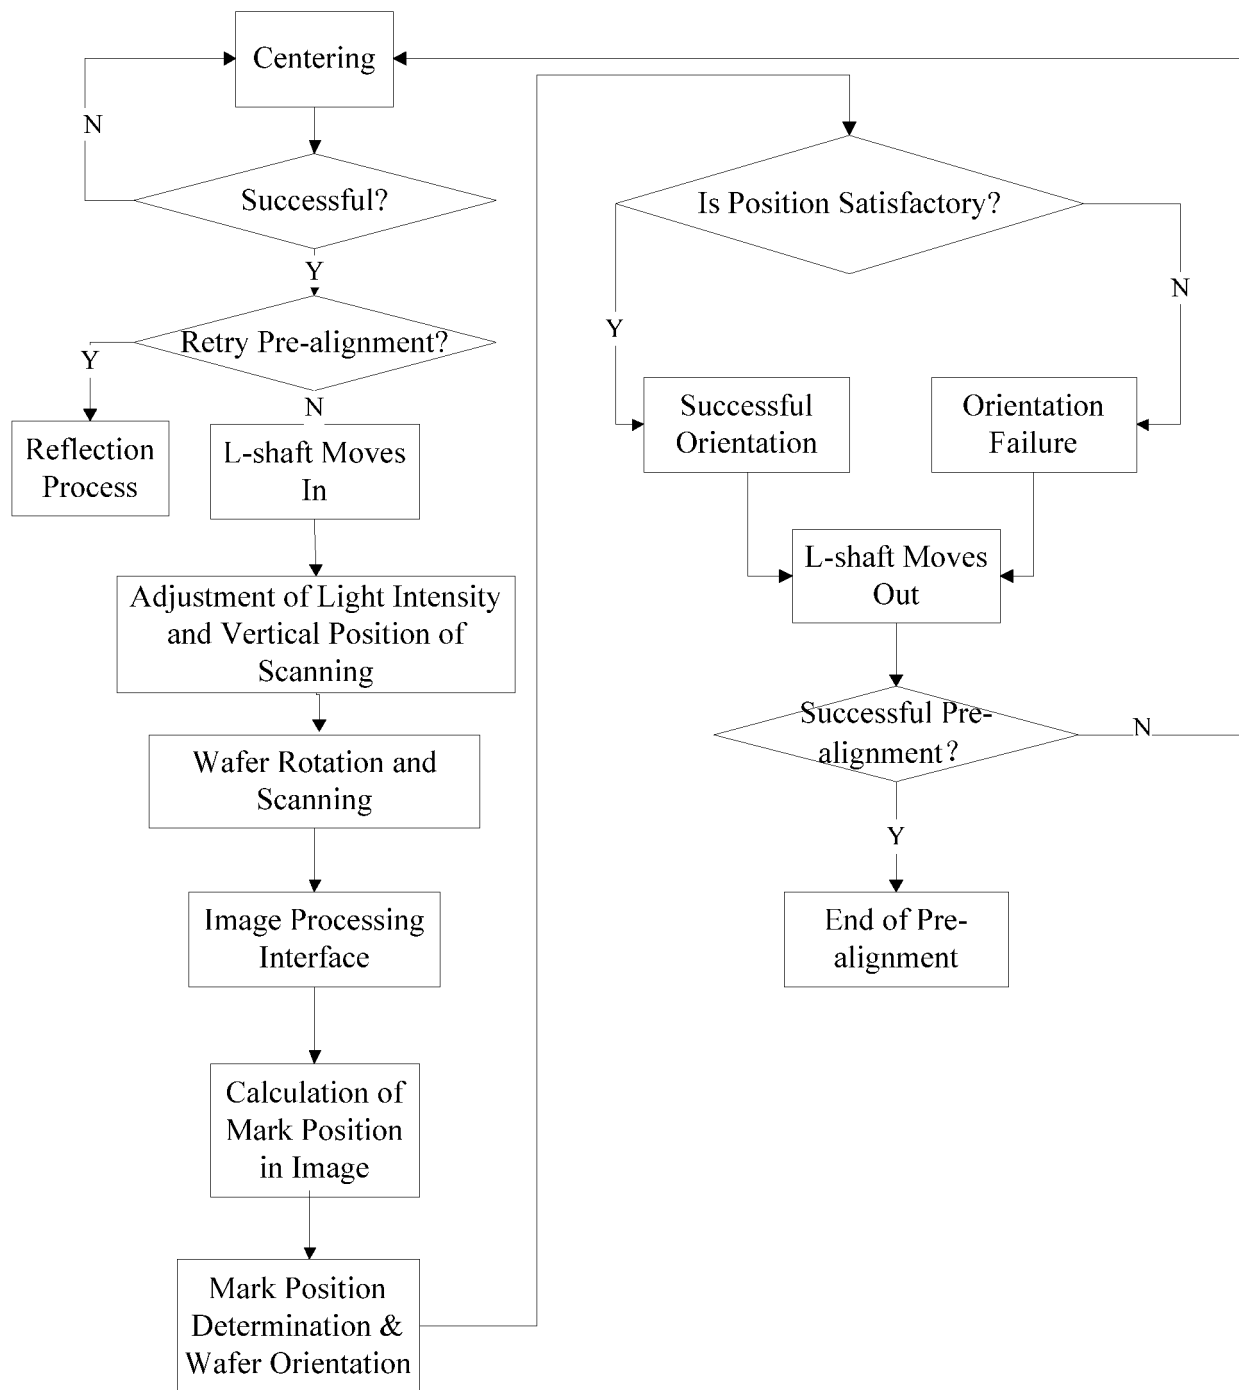 Centering
N
Successful?
Y
Retry Pre-alignment?
Y
N
Reflection
Process
L-shaft Moves
In
Adjustment of Light Intensity
and Vertical Position of
Scanning
Wafer Rotation and
Scanning
Image Processing
Interface
Calculation of
Mark Position
in Image
Mark Position
Determination &
Wafer Orientation
Is Position Satisfactory?
Y
N
Successful
Orientation
Orientation
Failure
L-shaft Moves
Out
Successful Pre-
alignment?
N
Y
End of Pre-
alignment